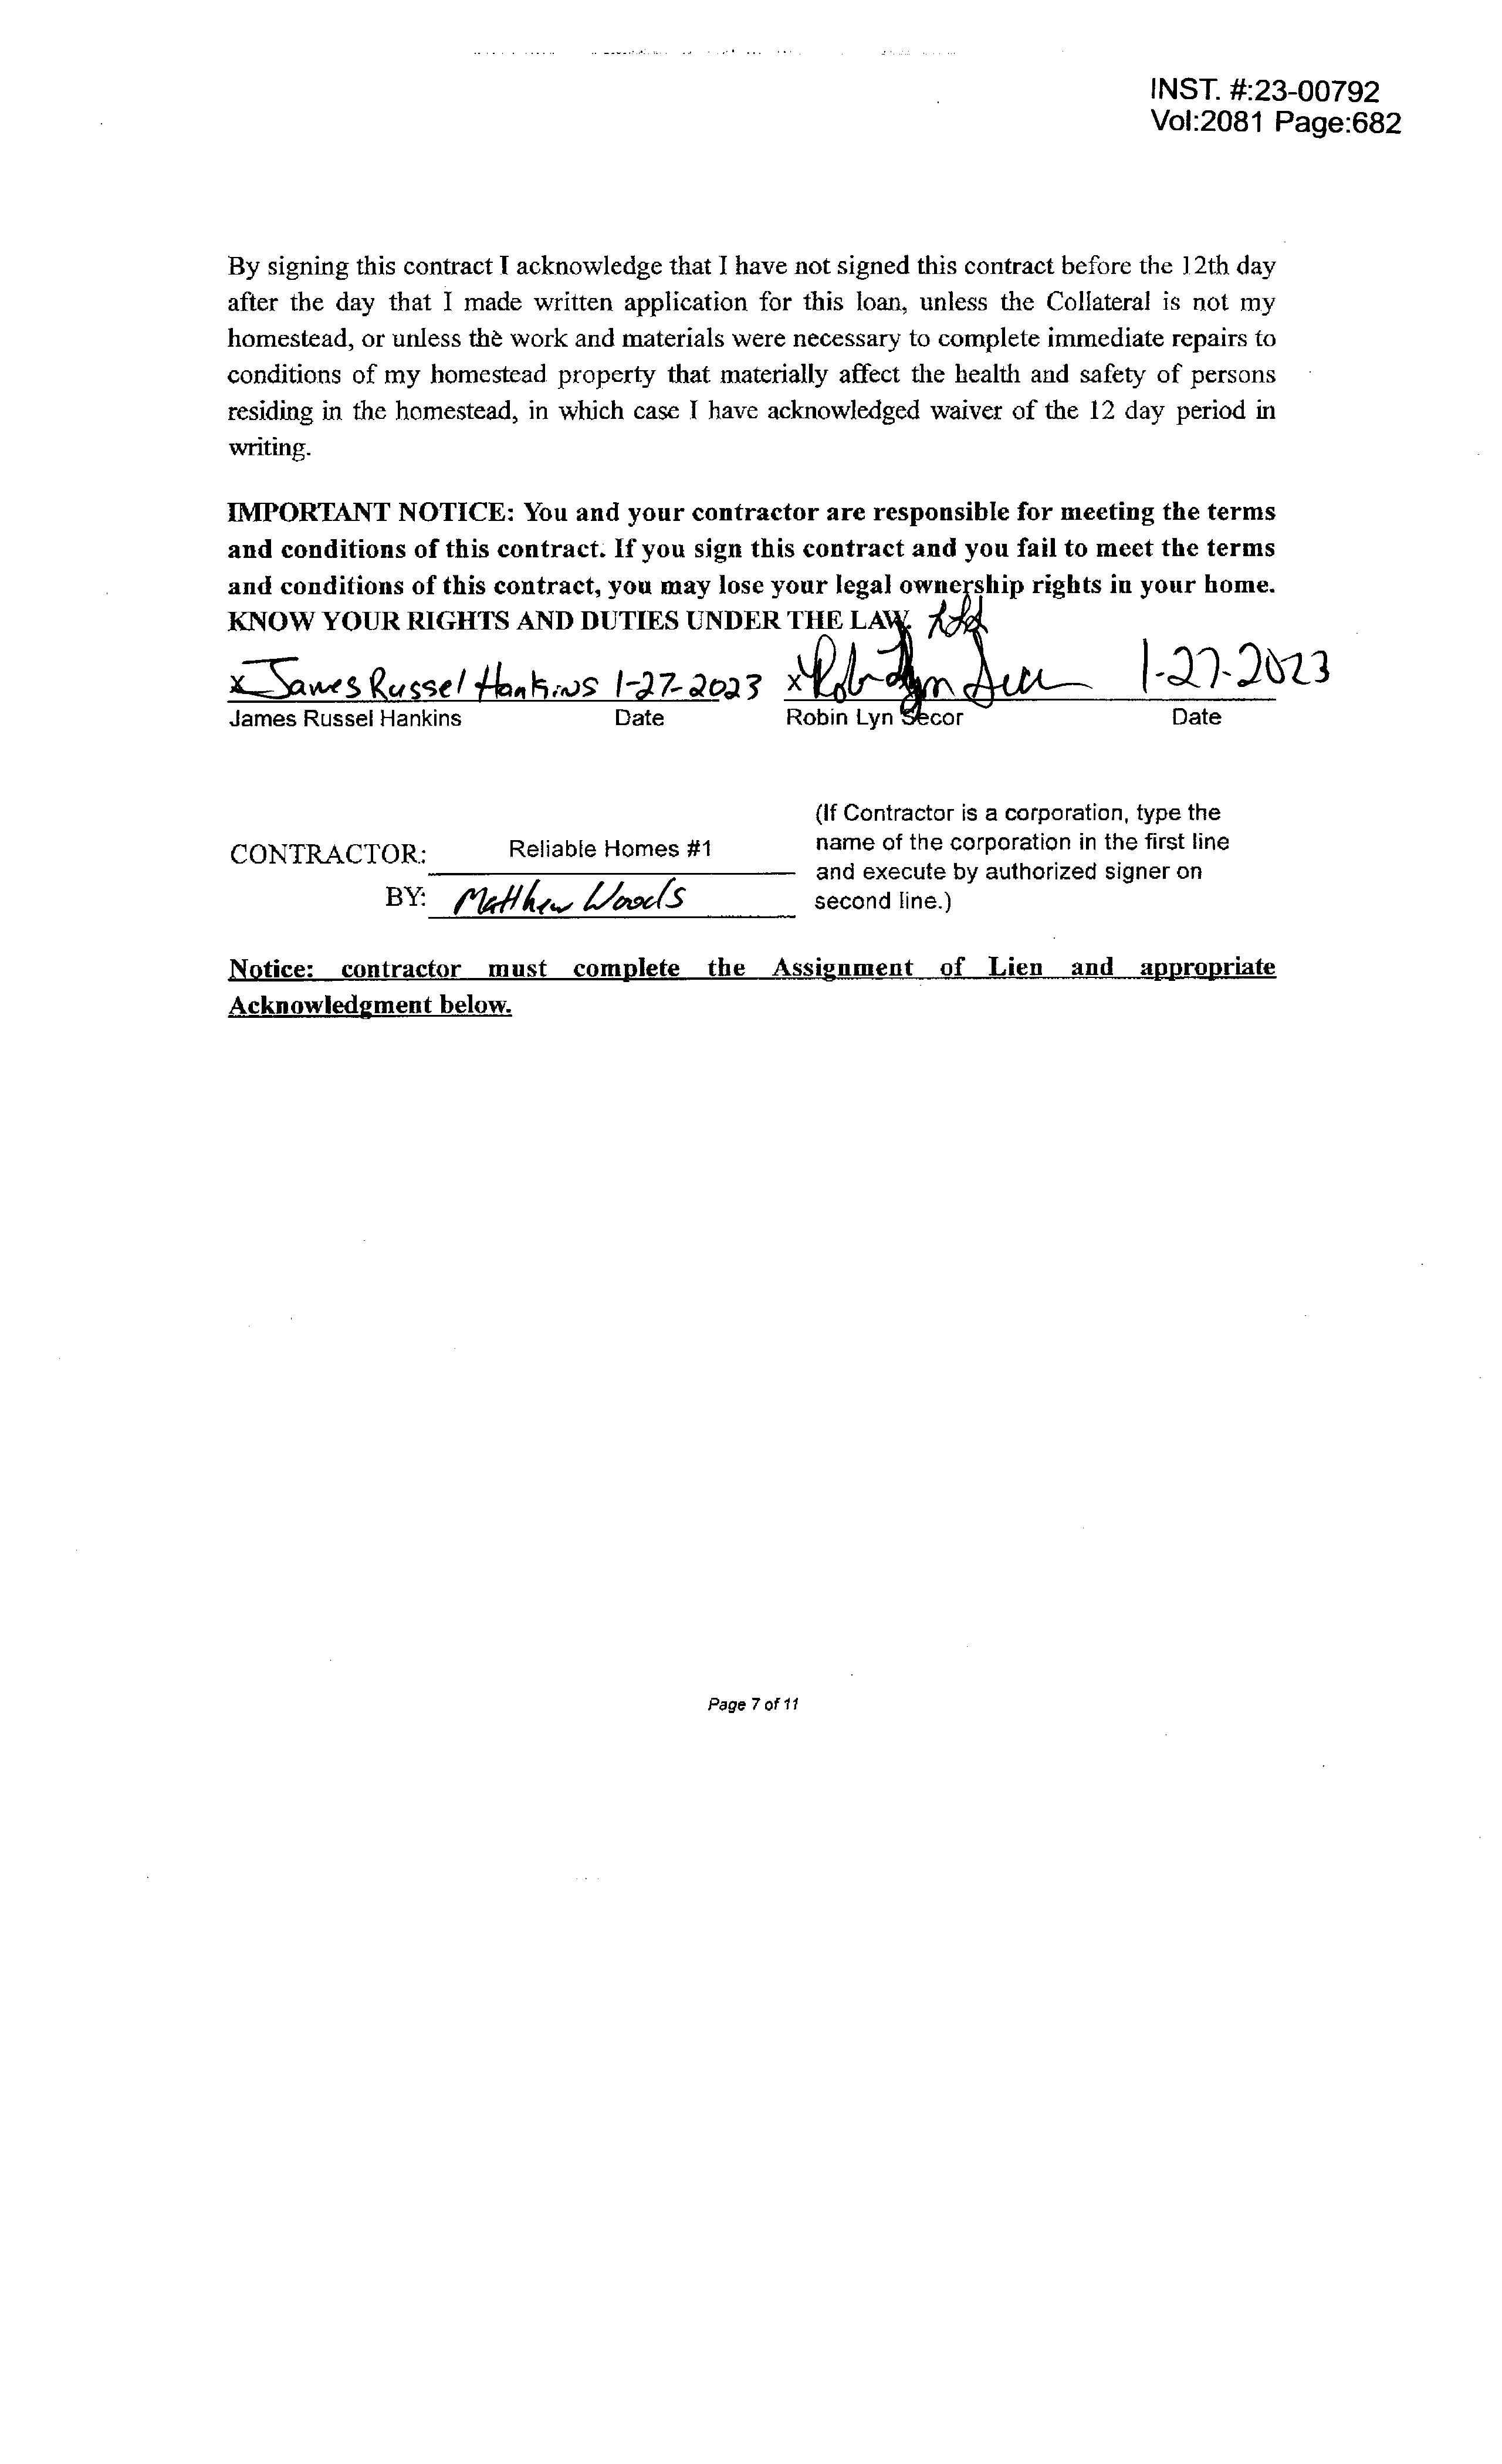 INST. #:23-00792
Vol:2081 Page:682
By signing this contract I acknowledge that I have not signed this contract before the 12th day
after the day that I made written application for this loan, unless the Collateral is not my
homestead, or unless the work and materials were necessary to complete immediate repairs to
conditions of my homestead property that materially affect the health and safety of persons
residing in the homestead, in which case I have acknowledged waiver of the 12 day period in
writing.
IMPORTANT NOTICE: You and your contractor are responsible for meeting the terms
and conditions of this contract. If you sign this contract and you fail to meet the terms
and conditions of this contract, you may lose your legal ownership rights in your home.
KNOW YOUR RIGHTS AND DUTIES UNDER THE LAW.
x James Russel Hankins 1-27-2023 x Robin Lyn 1-27-2023
James Russel Hankins Date Robin Lyn Secor Date
(If Contractor is a corporation, type the
CONTRACTOR: Reliable Homes #1 name of the corporation in the first line
and execute by authorized signer on
BY: Matthew Woods second line.)
Notice: contractor must complete the Assignment of Lien and appropriate
Acknowledgment below.
Page 7 of 11